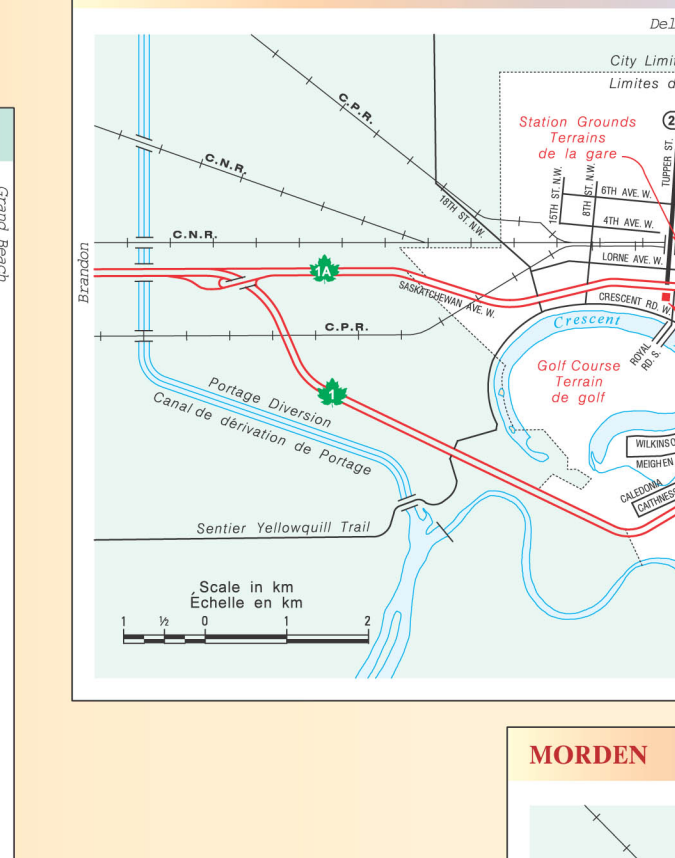 Del
City Limi
Limites d
Station Grounds
Terrains
de la gare
2
TUPPER ST.
C.P.R.
C.N.R.
18TH ST. N.W.
15TH ST. N.W.
8TH ST. N.W.
6TH AVE. W.
4TH AVE. W.
LORNE AVE. W.
Grand Beach
C.N.R.
Brandon
1A
SASKATCHEWAN AVE. W.
CRESCENT RD. W.
Crescent
C.P.R.
ROYAL
RD. S.
Golf Course
Terrain
de golf
1
Portage Diversion
Canal de dérivation de Portage
WILKINSO
MEIGHEN
CALEDONIA
CAITHNESS
Sentier Yellowquill Trail
Scale in km
Échelle en km
1 ½ 0 1 2
MORDEN